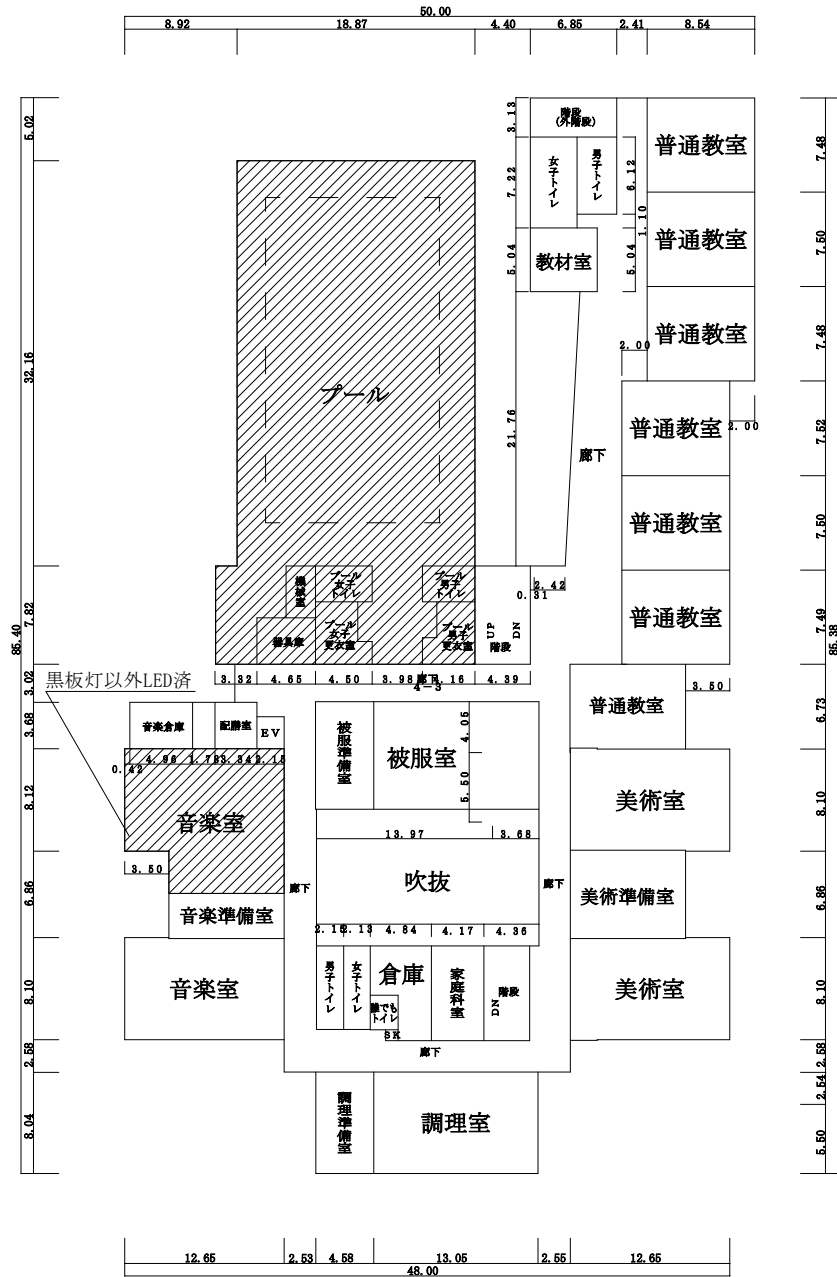 50.00
8.92
18.87
4.40
6.85
2.41
8.54
5.02
32.16
7.82
85.40
3.02
3.68
8.12
6.86
8.10
2.58
8.04
7.48
7.50
7.48
7.52
7.50
7.49
85.38
6.73
8.10
6.86
8.10
2.58
2.54
5.50
3.13
7.22
5.04
21.76
6.12
1.10
5.04
階段
(外階段)
女子トイレ
男子トイレ
教材室
普通教室
普通教室
普通教室
2.00
2.00
普通教室
普通教室
普通教室
プール
廊下
2.42
0.31
機械室
プール
女子
トイレ
プール
男子
トイレ
器具庫
プール
女子
更衣室
プール
男子
更衣室
UP
DN
階段
3.32
4.65
4.50
3.98
廊下
4-3
4.39
黒板灯以外LED済
音楽倉庫
配膳室
EV
4.96
1.78
3.34
2.15
0.42
音楽室
3.50
音楽準備室
音楽室
被服準備室
被服室
4.05
5.50
13.97
3.68
吹抜
廊下
廊下
2.15
2.13
4.84
4.17
4.36
男子トイレ
女子トイレ
倉庫
誰でも
トイレ
SK
家庭科室
DN
階段
廊下
調理準備室
調理室
普通教室
3.50
美術室
美術準備室
美術室
12.65
2.53
4.58
13.05
2.55
12.65
48.00